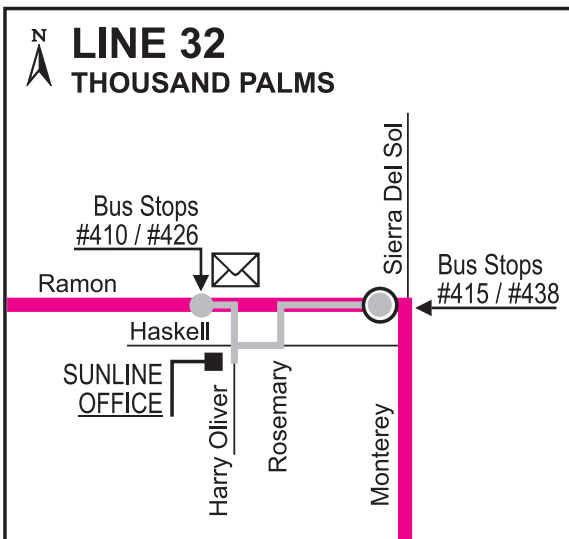 N
LINE 32
THOUSAND PALMS
Sierra Del Sol
Bus Stops
#410 / #426
Bus Stops
#415 / #438
Ramon
Haskell
SUNLINE
OFFICE
Harry Oliver
Rosemary
Monterey